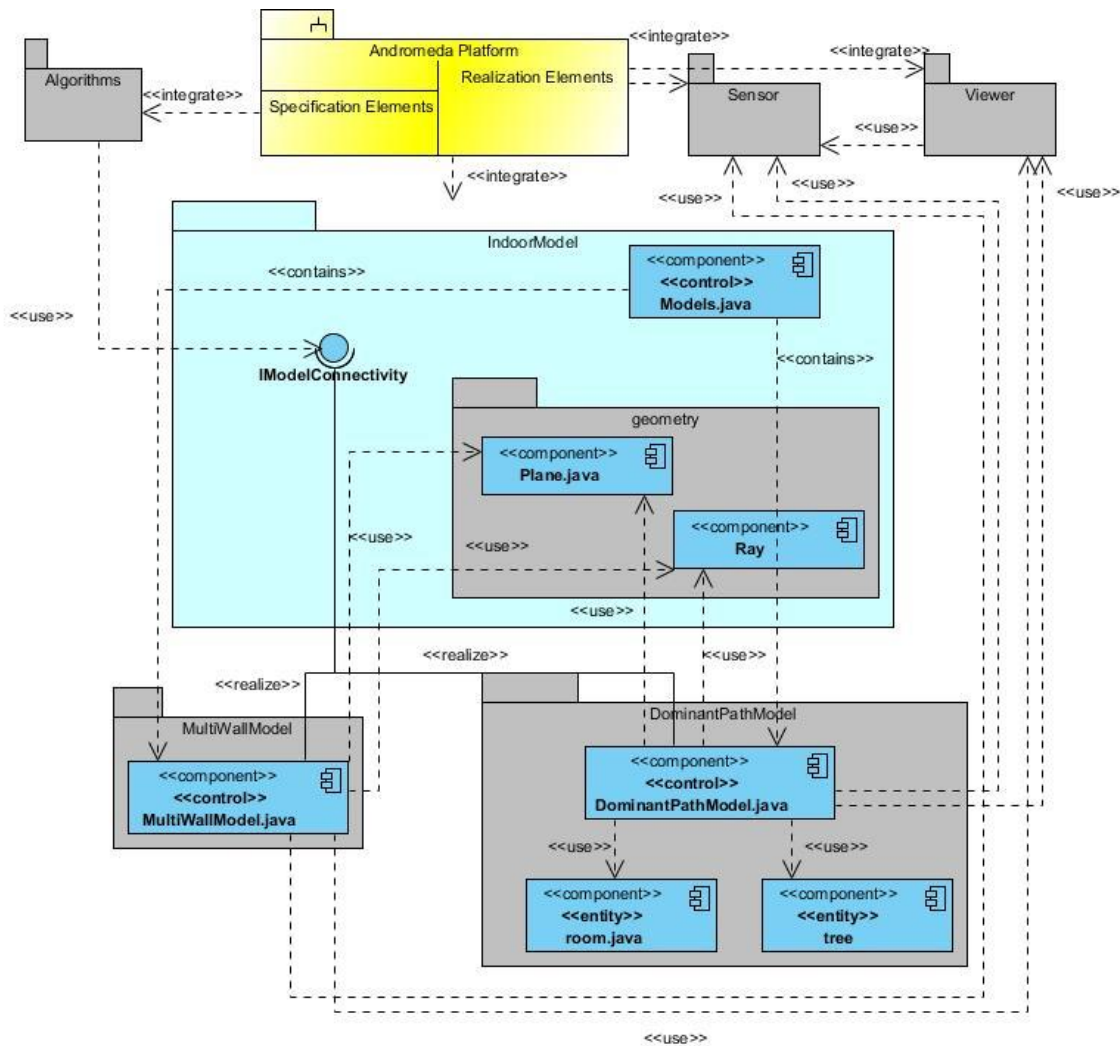 Andromeda Platform
Realization Elements
Specification Elements
<<integrate>>
<<integrate>>
Algorithms
<<integrate>>
Sensor
Viewer
<<use>>
<<integrate>>
<<use>>
<<use>>
<<use>>
IndoorModel
<<contains>>
<<component>>
<<control>>
Models.java
<<use>>
IModelConnectivity
<<contains>>
geometry
<<component>>
Plane.java
<<component>>
Ray
<<use>>
<<use>>
<<use>>
<<use>>
<<realize>>
<<realize>>
MultiWallModel
<<component>>
<<control>>
MultiWallModel.java
DominantPathModel
<<component>>
<<control>>
DominantPathModel.java
<<use>>
<<use>>
<<component>>
<<entity>>
room.java
<<component>>
<<entity>>
tree
<<use>>